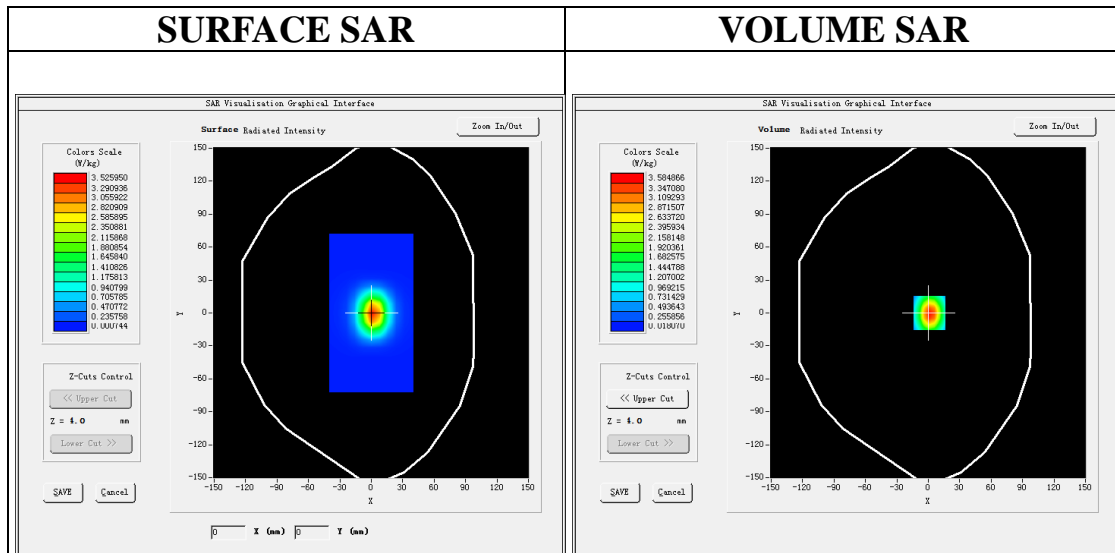 SURFACE SAR
VOLUME SAR
SAR Visualisation Graphical Interface
Surface Radiated Intensity
Zoom In/Out
Colors Scale
(W/kg)
3.525950
3.290936
3.055922
2.820909
2.585895
2.350881
2.115868
1.880854
1.645840
1.410826
1.175813
0.940799
0.705785
0.470772
0.235758
0.000744
150
90
60
30
0
-30
-60
-90
-120
-150
Y
-150 -120 -90 -60 -30 0 30 60 90 120 150
X
Z-Cuts Control
<< Upper Cut
Z = 4.0 mm
Lower Cut >>
SAVE Cancel
0 X (mm) 0 Y (mm)
SAR Visualisation Graphical Interface
Volume Radiated Intensity
Zoom In/Out
Colors Scale
(W/kg)
3.584866
3.347080
3.109293
2.871507
2.633720
2.395934
2.158148
1.920361
1.682575
1.444788
1.207002
0.969215
0.731429
0.493643
0.255856
0.018070
150
120
90
60
30
0
-30
-60
-90
-120
-150
Y
-150 -120 -90 -60 -30 0 30 60 90 120 150
X
Z-Cuts Control
<< Upper Cut
Z = 4.0 mm
Lower Cut >>
SAVE Cancel